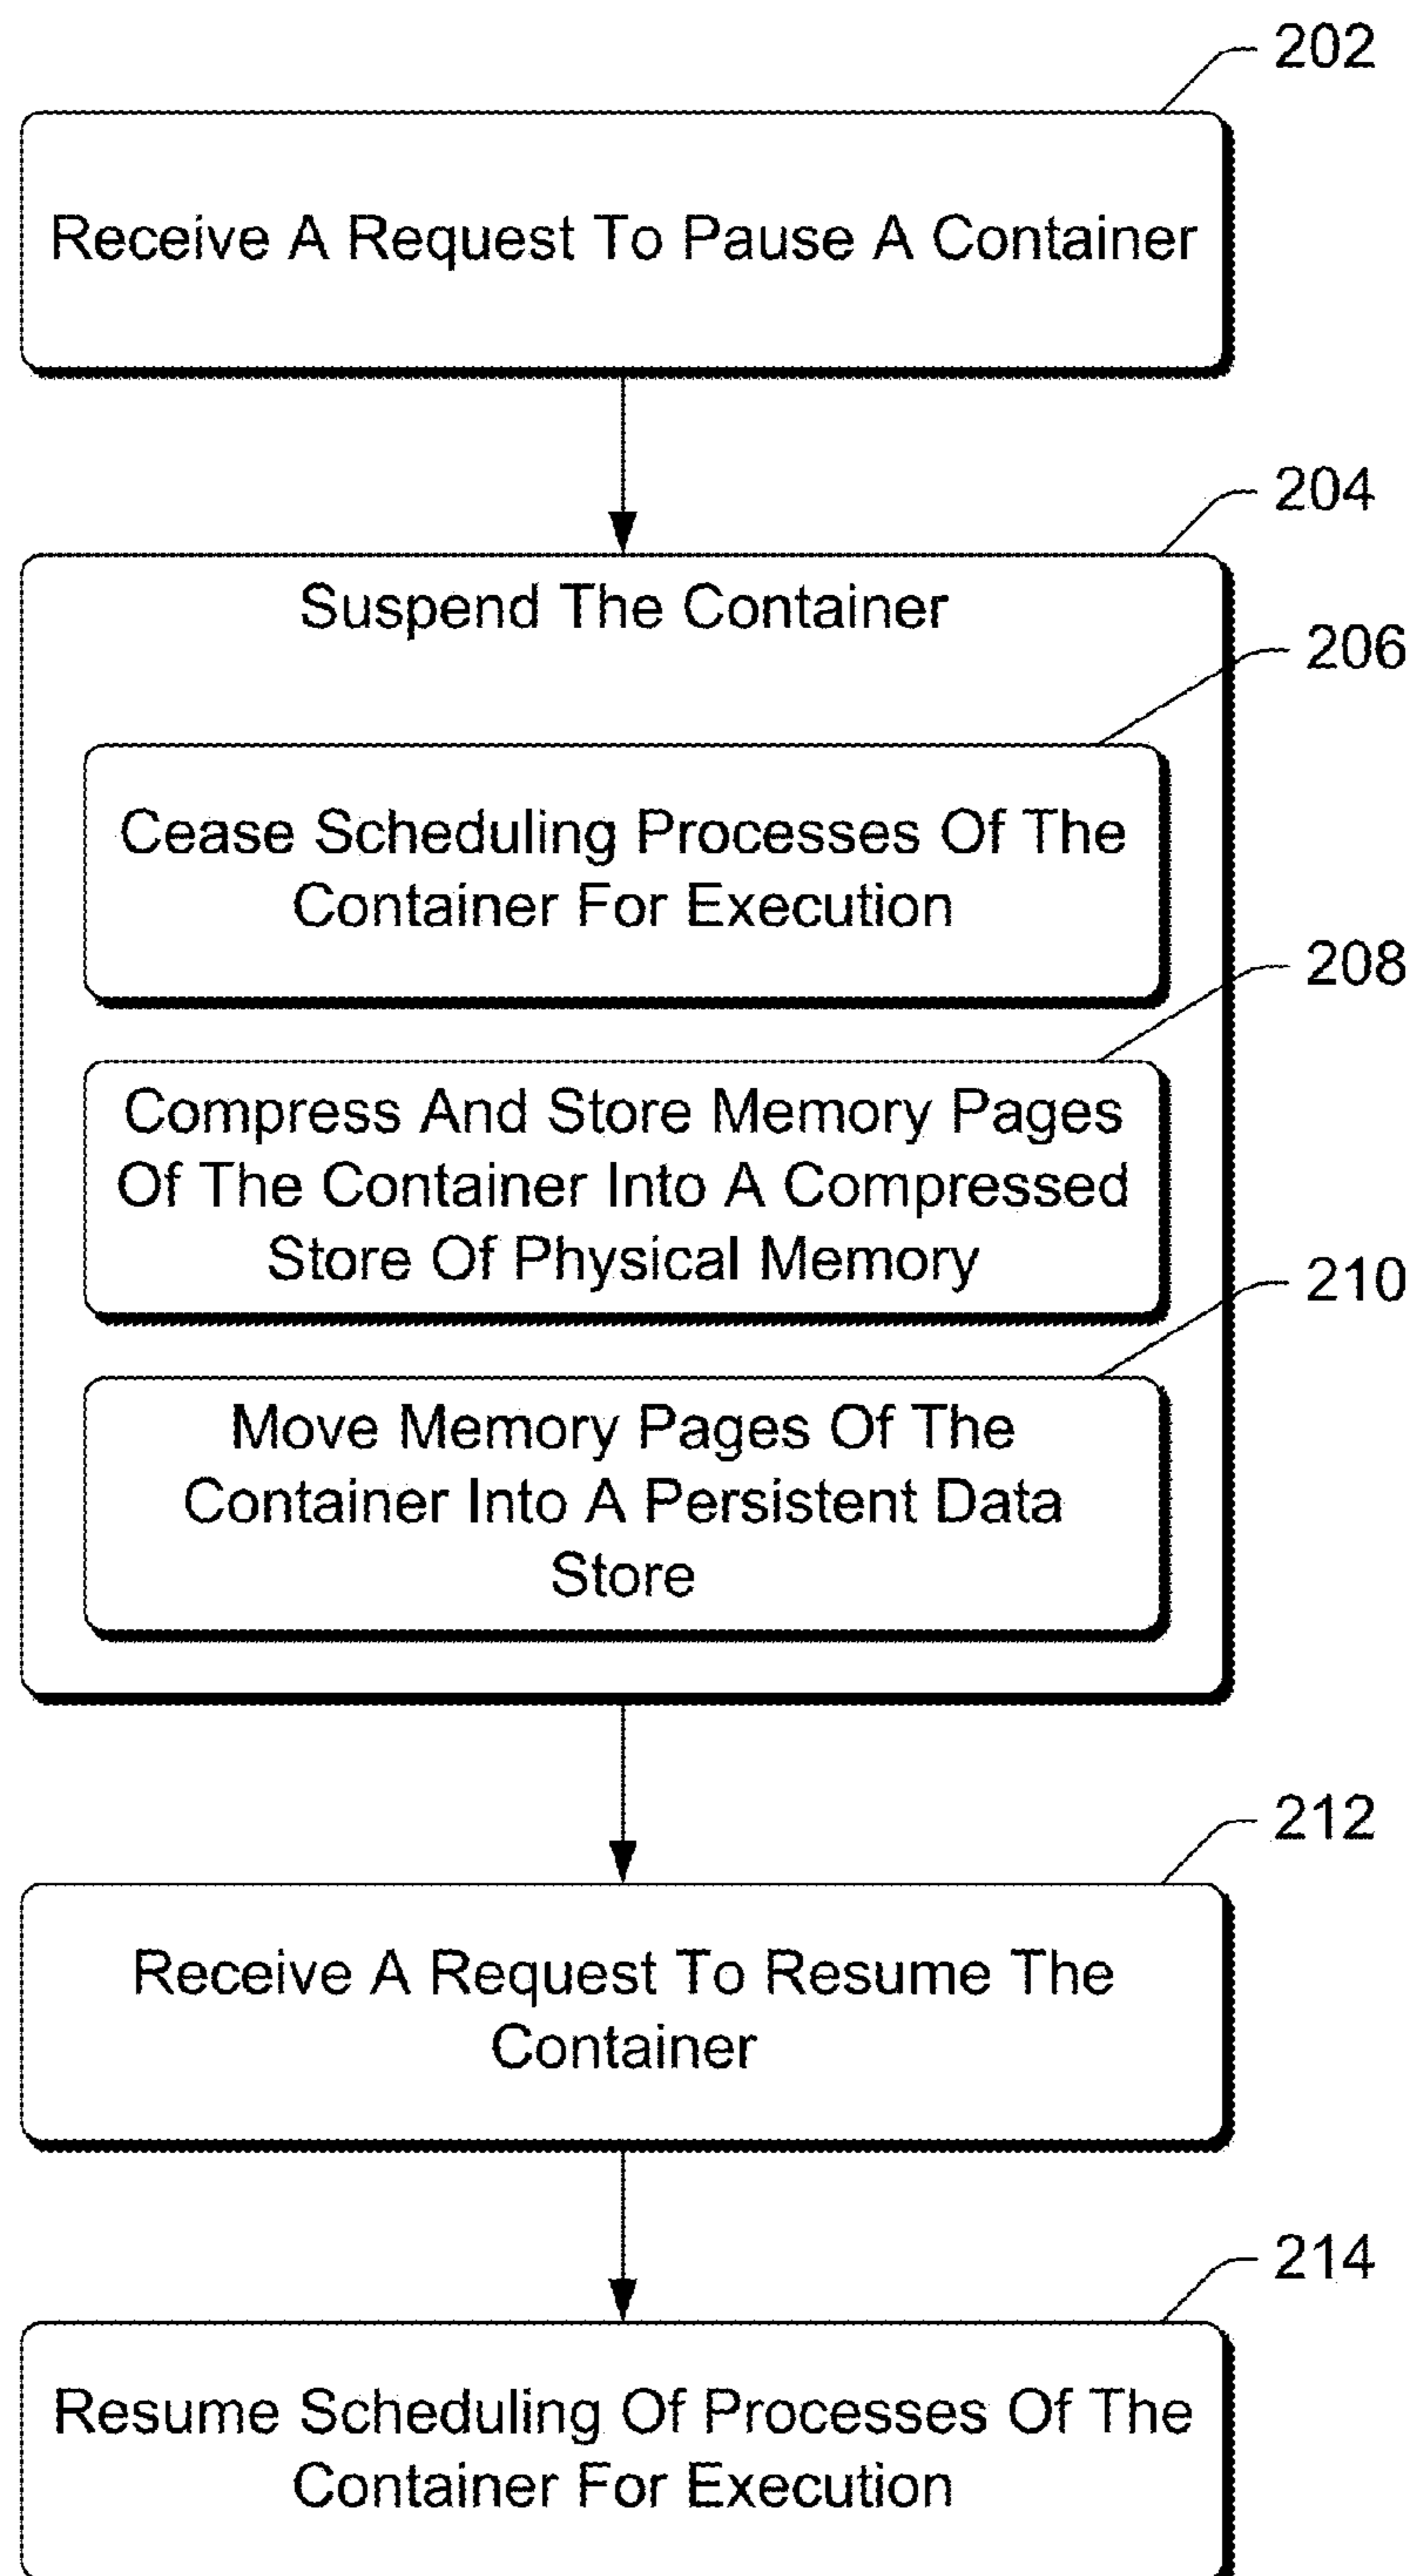 202
Receive A Request To Pause A Container
204
Suspend The Container
206
Cease Scheduling Processes Of The
Container For Execution
208
Compress And Store Memory Pages
Of The Container Into A Compressed
Store Of Physical Memory
210
Move Memory Pages Of The
Container Into A Persistent Data
Store
212
Receive A Request To Resume The
Container
214
Resume Scheduling Of Processes Of The
Container For Execution